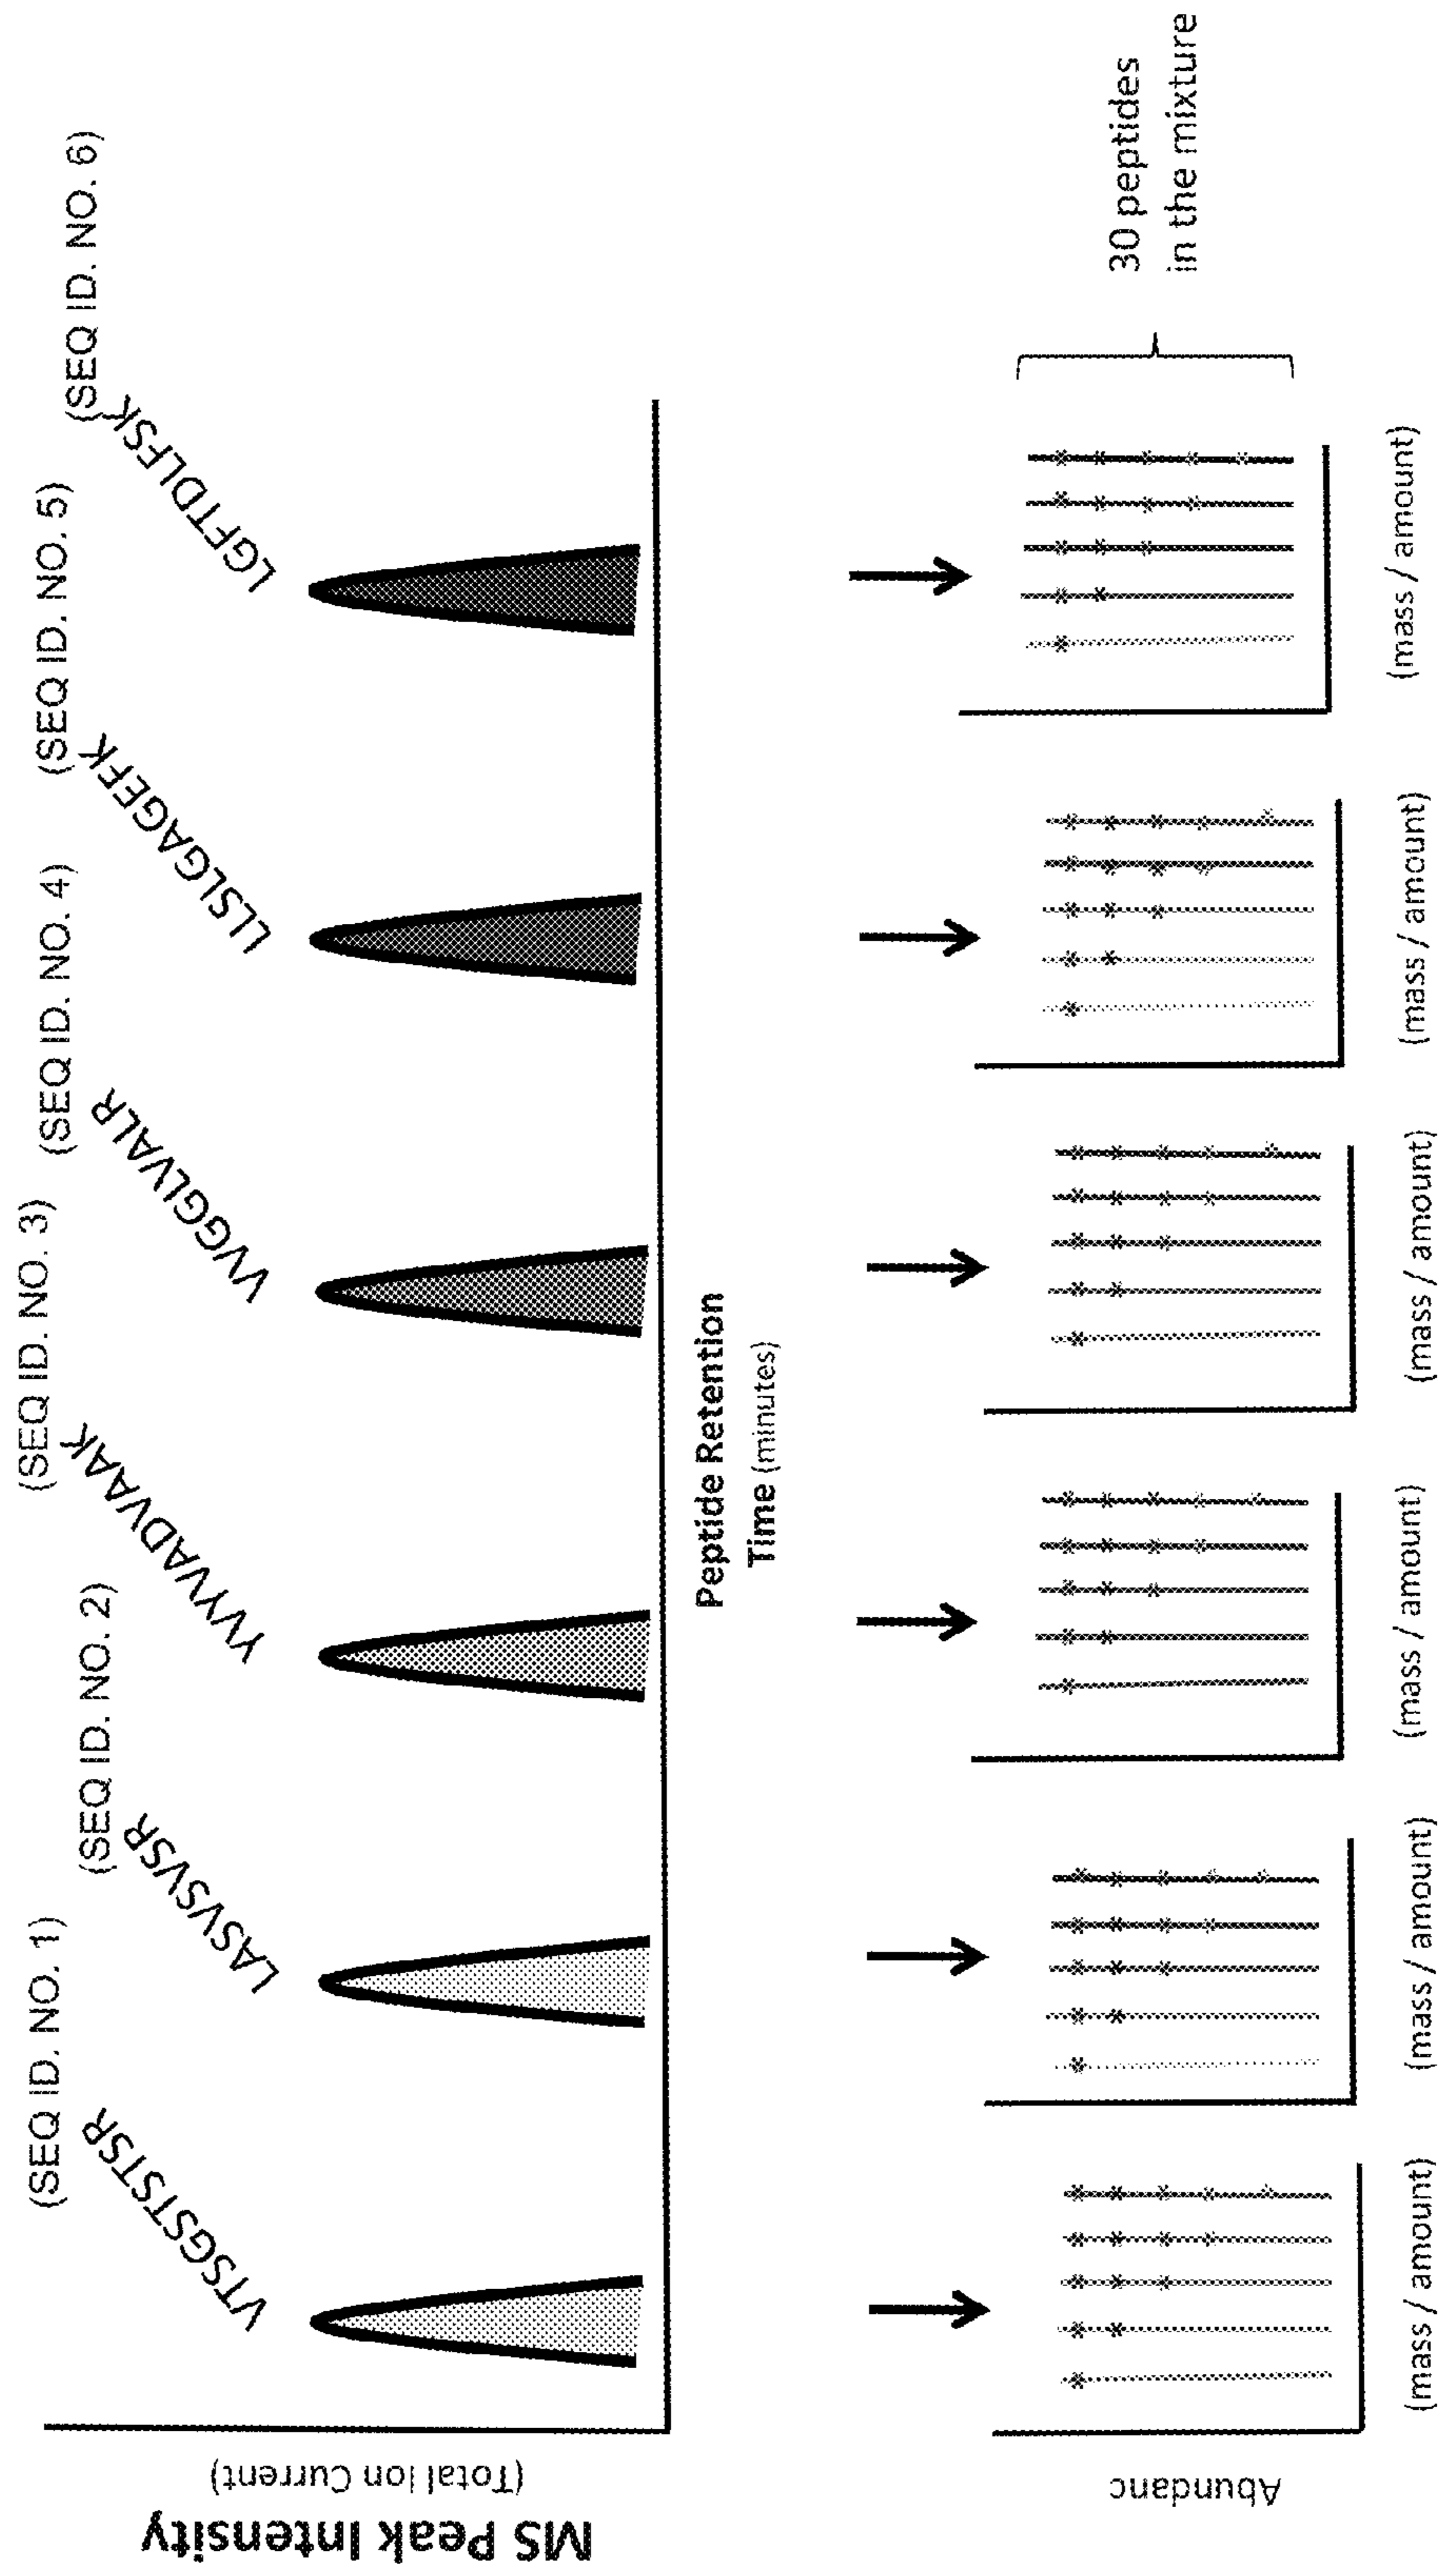 (SEQ ID. NO. 1)
VTSGSTSTSR
(SEQ ID. NO. 2)
LASVSVSR
(SEQ ID. NO. 3)
YVYVADVAAK
(SEQ ID. NO. 4)
VVGGLVALR
(SEQ ID. NO. 5)
LLSLGAGEFK
(SEQ ID. NO. 6)
LGFTDLFSK
MS Peak Intensity
(Total Ion Current)
Peptide Retention
Time (minutes)
Abundanc
30 peptides
in the mixture
(mass / amount)
(mass / amount)
(mass / amount)
(mass / amount)
(mass / amount)
(mass / amount)